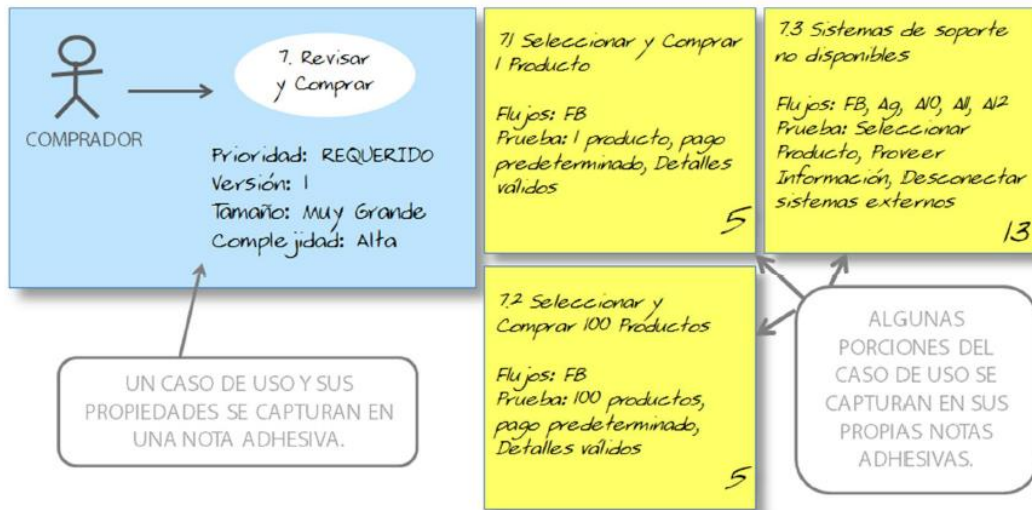 COMPRADOR
7. Revisar
y Comprar
Prioridad: REQUERIDO
Versión: 1
Tamaño: Muy Grande
Complejidad: Alta
UN CASO DE USO Y SUS
PROPIEDADES SE CAPTURAN EN
UNA NOTA ADHESIVA.
7.1 Seleccionar y Comprar
1 Producto
Flujos: FB
Prueba: 1 producto, pago
predeterminado, Detalles
válidos
5
7.3 Sistemas de soporte
no disponibles
Flujos: FB, A9, A10, A11, A12
Prueba: Seleccionar
Producto, Proveer
Información, Desconectar
sistemas externos
13
7.2 Seleccionar y
Comprar 100 Productos
Flujos: FB
Prueba: 100 productos,
pago predeterminado,
Detalles válidos
5
ALGUNAS
PORCIONES DEL
CASO DE USO SE
CAPTURAN EN SUS
PROPIAS NOTAS
ADHESIVAS.